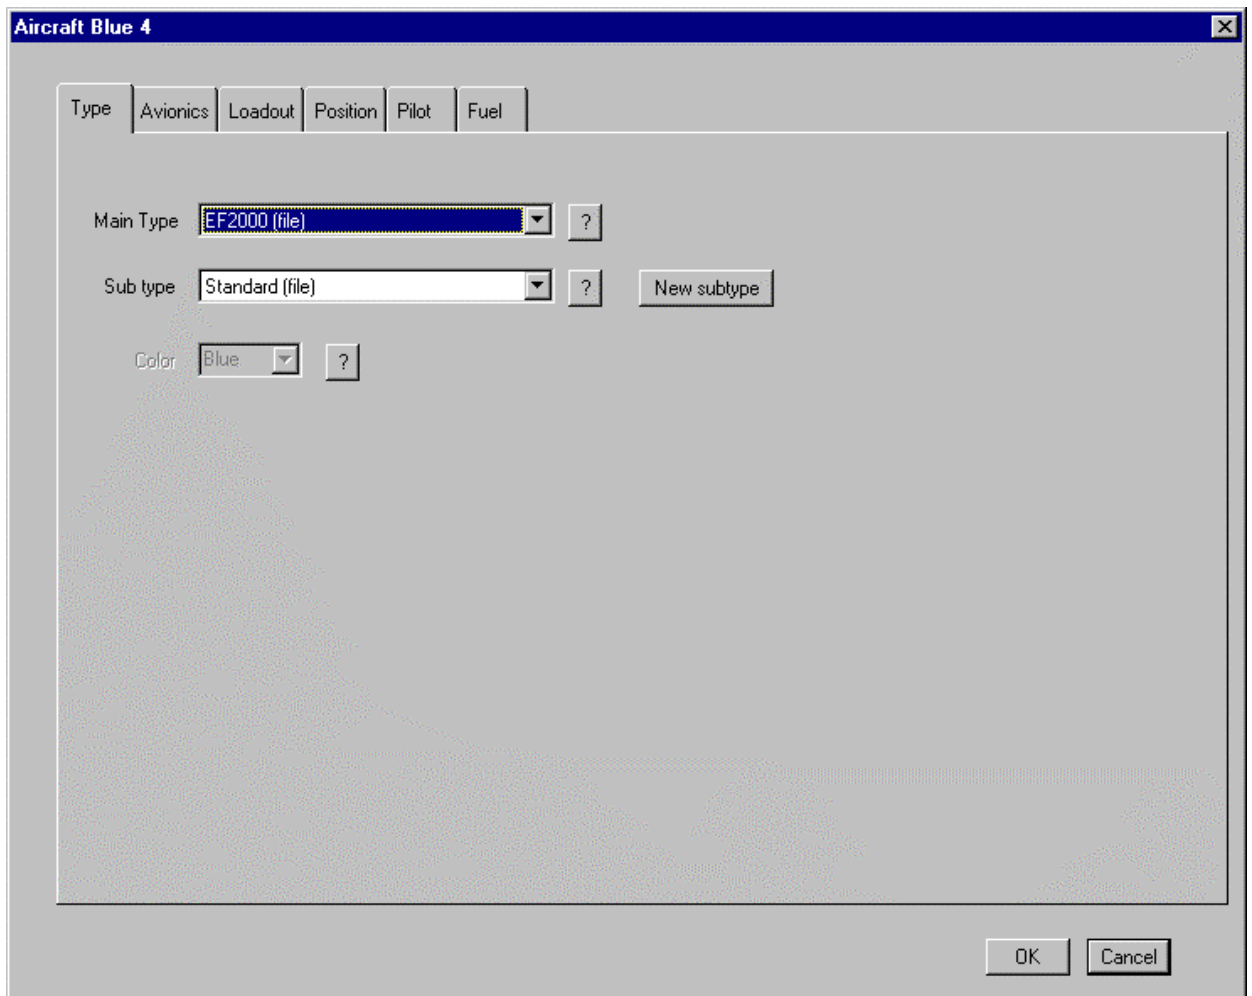 Aircraft Blue 4
Type Avionics Loadout Position Pilot Fuel
Main Type EF2000 (file) ?
Sub type Standard (file) ? New subtype
Color Blue ?
OK Cancel